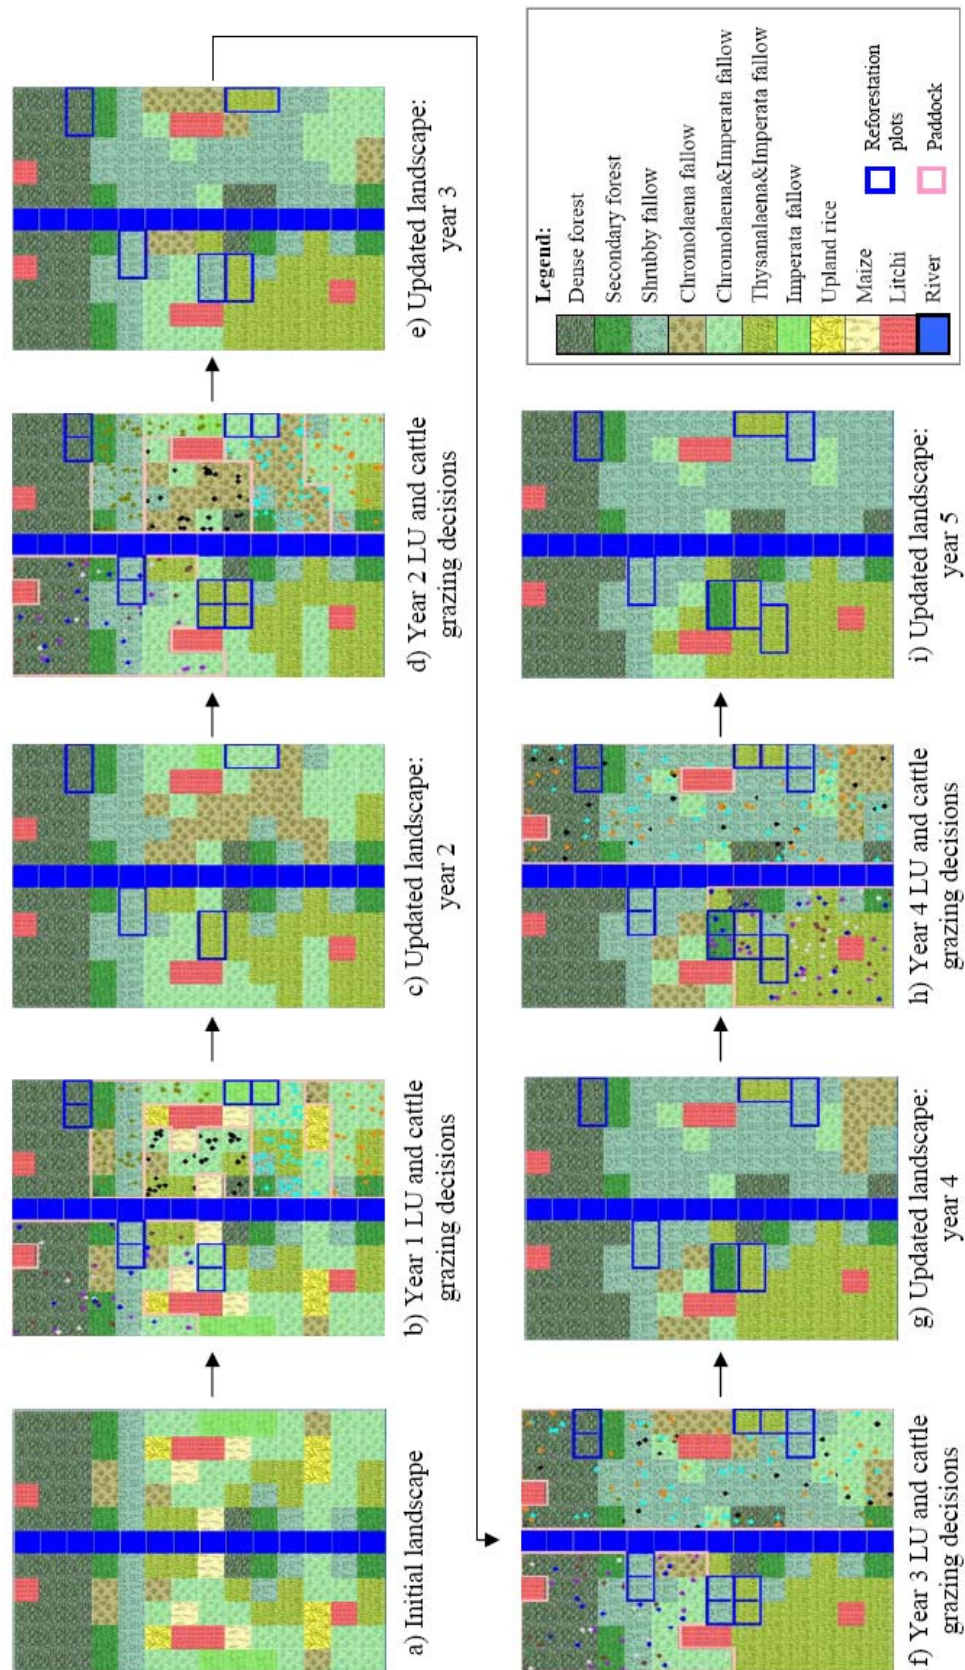 a) Initial landscape
b) Year 1 LU and cattle
grazing decisions
c) Updated landscape:
year 2
d) Year 2 LU and cattle
grazing decisions
e) Updated landscape:
year 3
f) Year 3 LU and cattle
grazing decisions
g) Updated landscape:
year 4
h) Year 4 LU and cattle
grazing decisions
i) Updated landscape:
year 5
Legend:
Dense forest
Secondary forest
Shrubby fallow
Chromolaena fallow
Chromolaena&Imperata fallow
Thysanalaena&Imperata fallow
Imperata fallow
Upland rice
Maize
Litchi
River
Reforestation
plots
Paddock